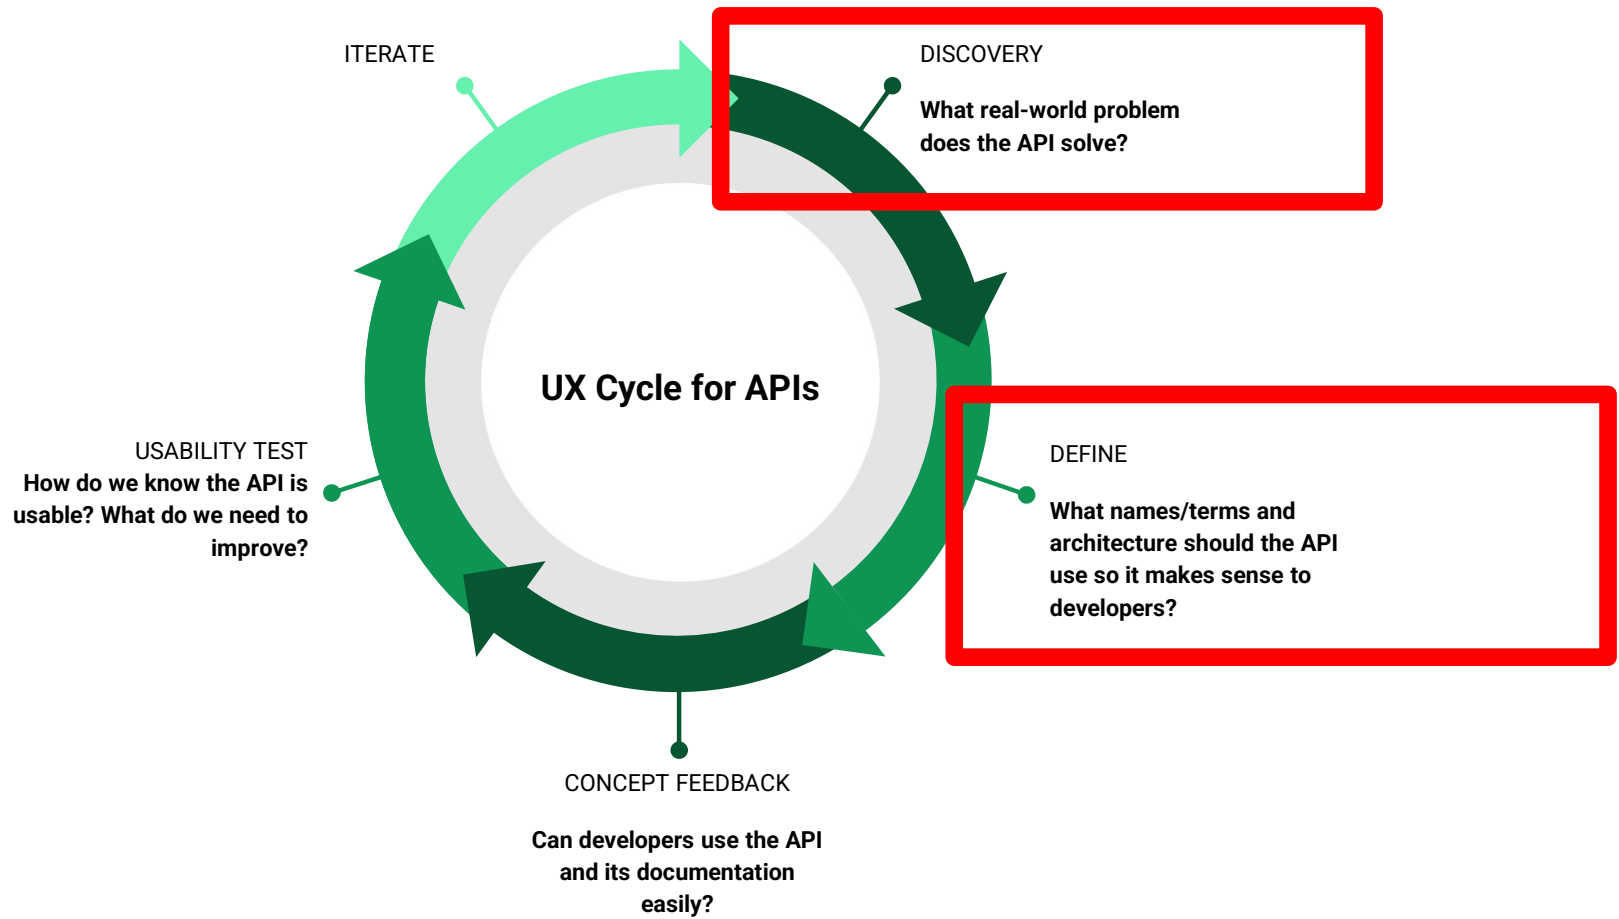 ITERATE
DISCOVERY
What real-world problem
does the API solve?
UX Cycle for APIs
DEFINE
What names/terms and
architecture should the API
use so it makes sense to
developers?
USABILITY TEST
How do we know the API is
usable? What do we need to
improve?
CONCEPT FEEDBACK
Can developers use the API
and its documentation
easily?